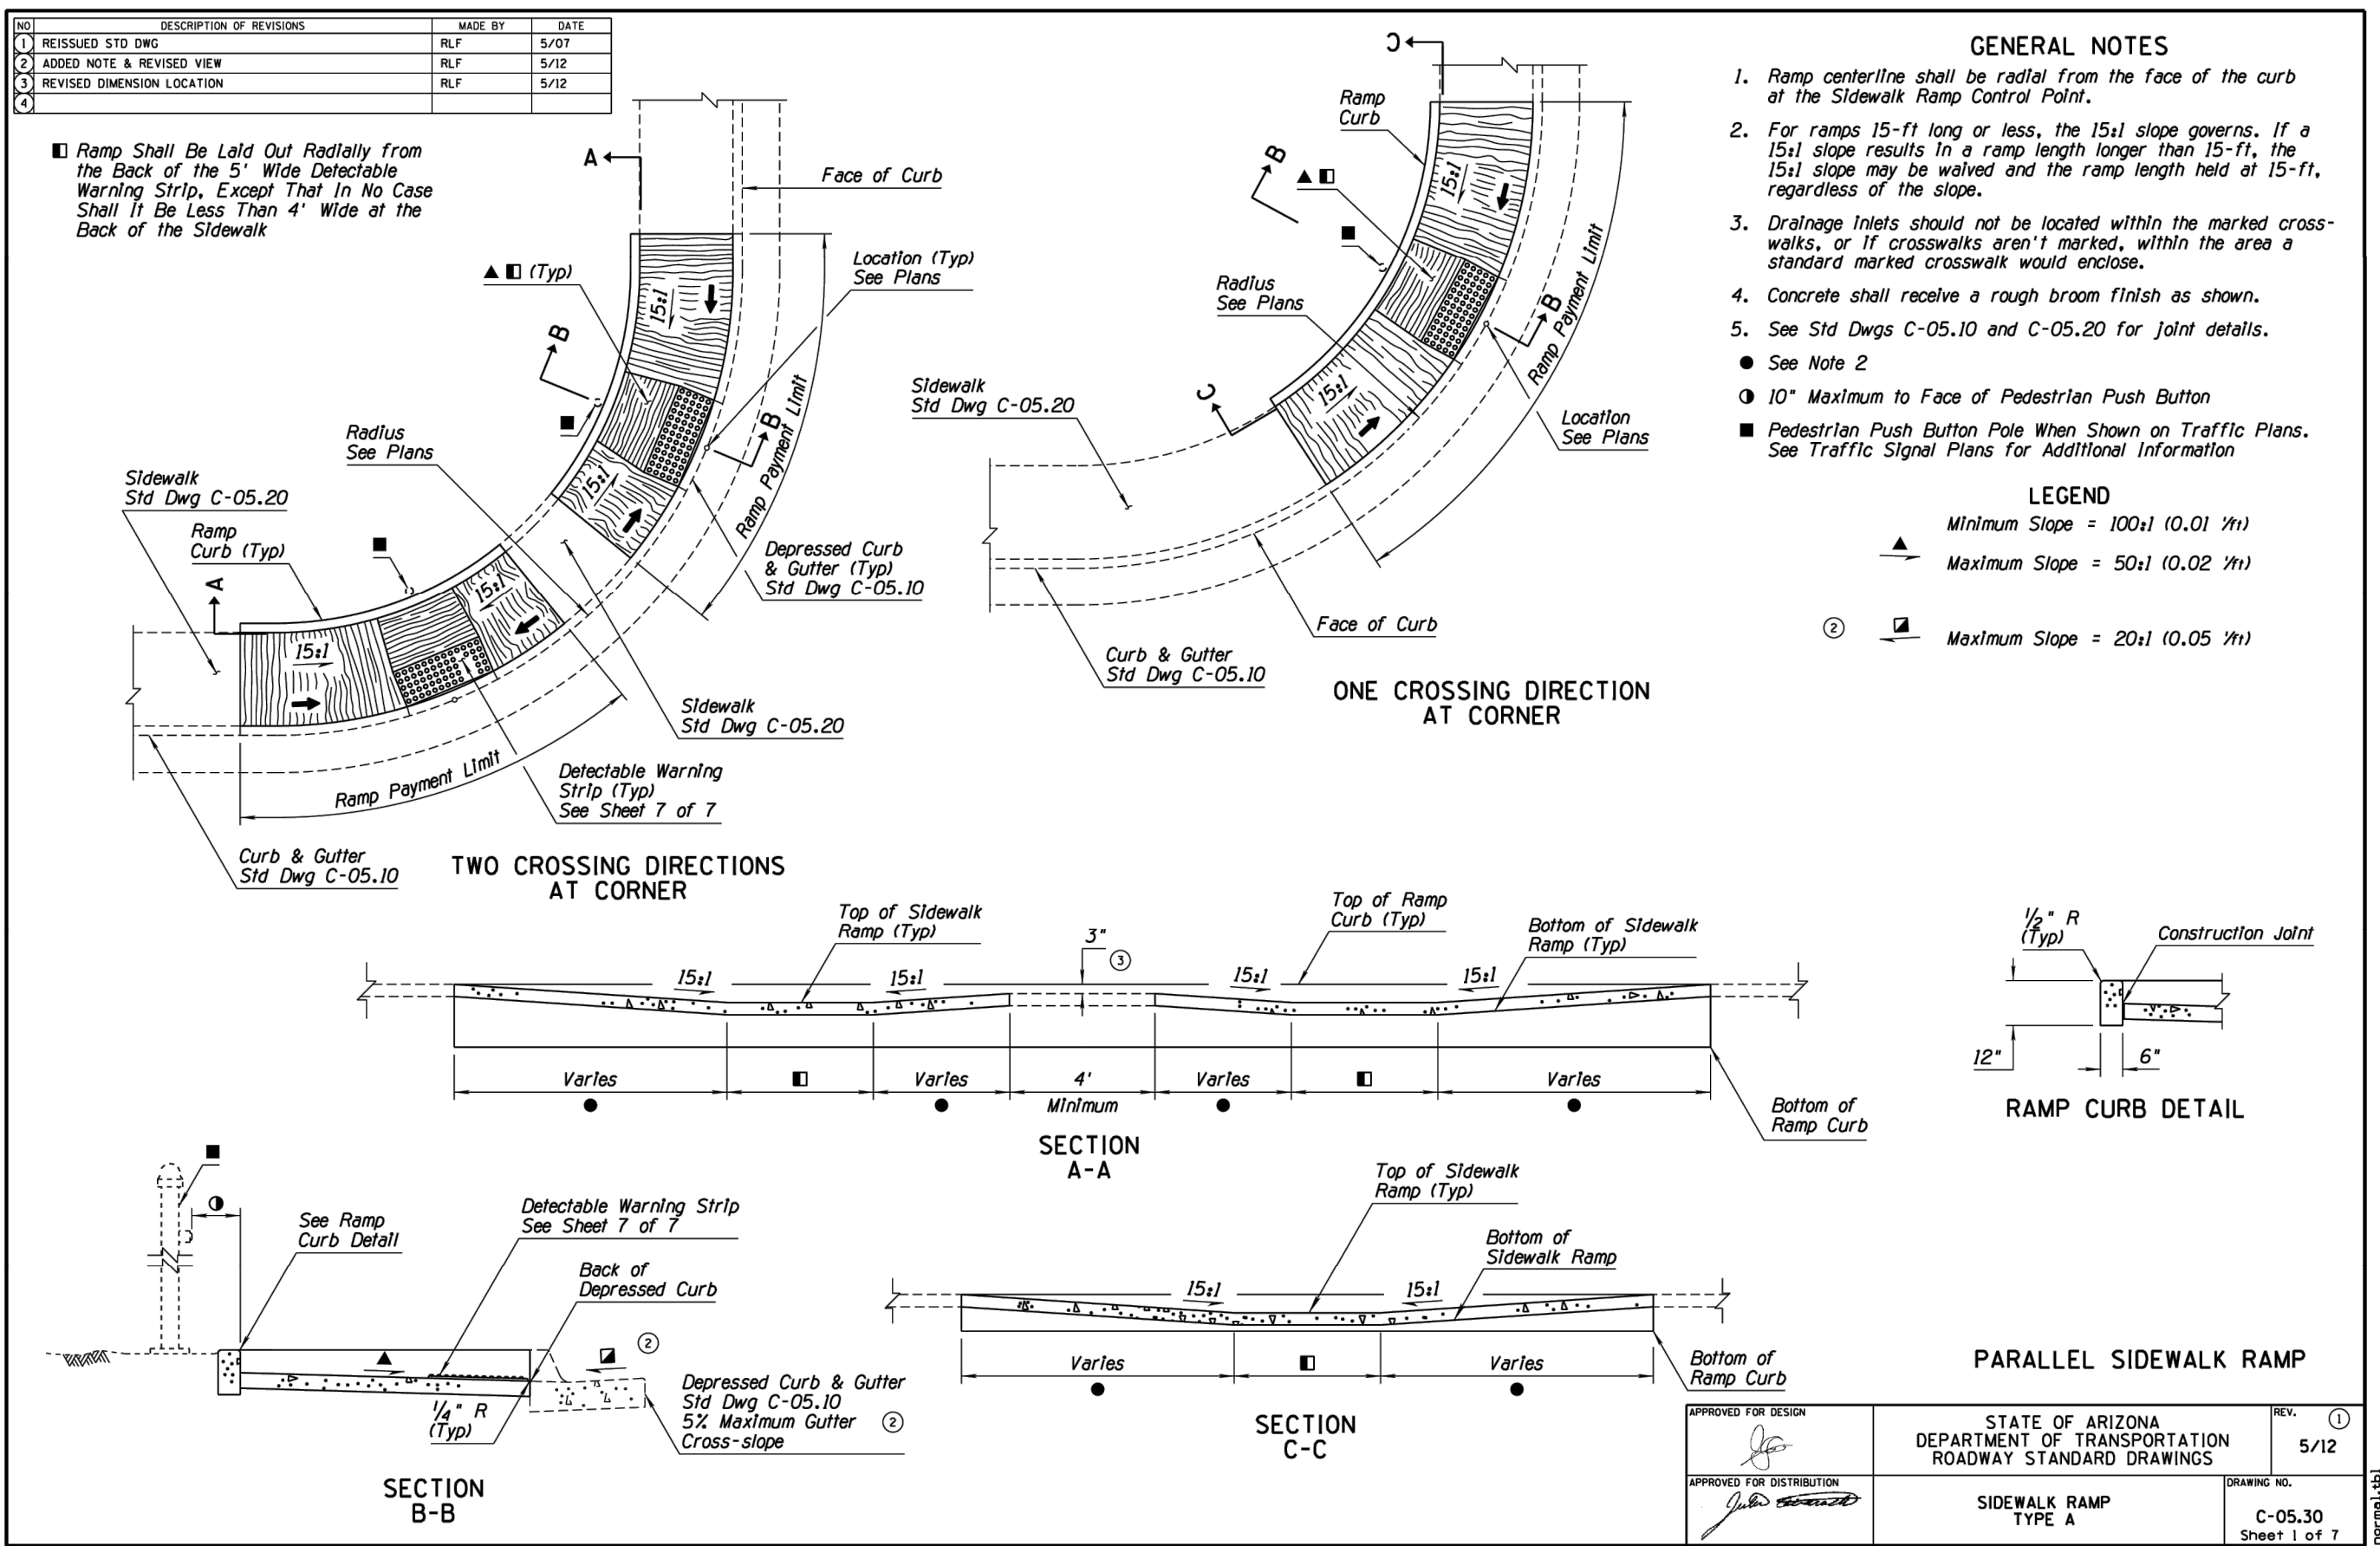 NO DESCRIPTION OF REVISIONS MADE BY DATE
1 REISSUED STD DWG RLF 5/07
2 ADDED NOTE & REVISED VIEW RLF 5/12
3 REVISED DIMENSION LOCATION RLF 5/12
4
Ramp Shall Be Laid Out Radially from
the Back of the 5' Wide Detectable
Warning Strip, Except That In No Case
Shall It Be Less Than 4' Wide at the
Back of the Sidewalk
A
Face of Curb
(Typ)
Location (Typ)
See Plans
15:1
B
B
Radius
See Plans
15:1
Ramp Payment Limit
Sidewalk
Std Dwg C-05.20
Ramp
Curb (Typ)
A
15:1
15:1
Depressed Curb
& Gutter (Typ)
Std Dwg C-05.10
Sidewalk
Std Dwg C-05.20
Ramp Payment Limit
Detectable Warning
Strip (Typ)
See Sheet 7 of 7
Curb & Gutter
Std Dwg C-05.10
TWO CROSSING DIRECTIONS
AT CORNER
C
Ramp
Curb
B
15:1
Radius
See Plans
B
Ramp Payment Limit
Sidewalk
Std Dwg C-05.20
C
15:1
Location
See Plans
Face of Curb
Curb & Gutter
Std Dwg C-05.10
ONE CROSSING DIRECTION
AT CORNER
GENERAL NOTES
1. Ramp centerline shall be radial from the face of the curb
at the Sidewalk Ramp Control Point.
2. For ramps 15-ft long or less, the 15:1 slope governs. If a
15:1 slope results in a ramp length longer than 15-ft, the
15:1 slope may be waived and the ramp length held at 15-ft,
regardless of the slope.
3. Drainage inlets should not be located within the marked cross-
walks, or if crosswalks aren't marked, within the area a
standard marked crosswalk would enclose.
4. Concrete shall receive a rough broom finish as shown.
5. See Std Dwgs C-05.10 and C-05.20 for joint details.
See Note 2
10" Maximum to Face of Pedestrian Push Button
Pedestrian Push Button Pole When Shown on Traffic Plans.
See Traffic Signal Plans for Additional Information
LEGEND
Minimum Slope = 100:1 (0.01 '/ft)
Maximum Slope = 50:1 (0.02 '/ft)
2 Maximum Slope = 20:1 (0.05 '/ft)
Top of Sidewalk
Ramp (Typ)
3"
3
Top of Ramp
Curb (Typ)
Bottom of Sidewalk
Ramp (Typ)
15:1 15:1 15:1 15:1
Varies Varies 4' Varies Varies
Minimum
Bottom of
Ramp Curb
SECTION
A-A
1/2" R
(Typ)
Construction Joint
12"
6"
RAMP CURB DETAIL
See Ramp
Curb Detail
Detectable Warning Strip
See Sheet 7 of 7
Back of
Depressed Curb
2
1/4" R
(Typ)
Depressed Curb & Gutter
Std Dwg C-05.10
5% Maximum Gutter 2
Cross-slope
SECTION
B-B
Top of Sidewalk
Ramp (Typ)
Bottom of
Sidewalk Ramp
15:1 15:1
Varies Varies
Bottom of
Ramp Curb
SECTION
C-C
PARALLEL SIDEWALK RAMP
APPROVED FOR DESIGN
STATE OF ARIZONA
DEPARTMENT OF TRANSPORTATION
ROADWAY STANDARD DRAWINGS
REV. 1
5/12
APPROVED FOR DISTRIBUTION
SIDEWALK RAMP
TYPE A
DRAWING NO.
C-05.30
Sheet 1 of 7